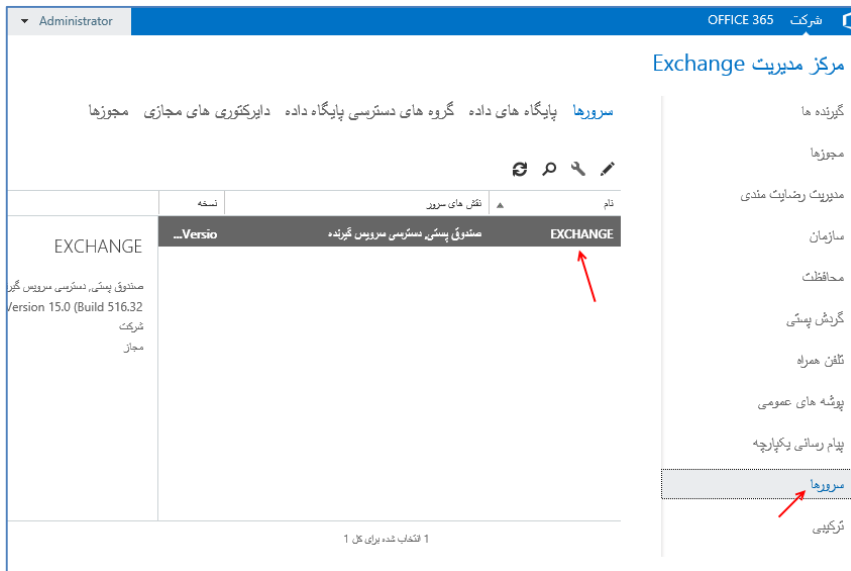 شرکت OFFICE 365
Administrator
مرکز مدیریت Exchange
گیرنده ها
مجوزها
مدیریت رضایت مندی
سازمان
محافظت
گردش پستی
تلفن همراه
پوشه های عمومی
پیام رسانی یکپارچه
سرورها
ترکیبی
سرورها پایگاه های داده گروه های دسترسی پایگاه داده دایرکتوری های مجازی مجوزها
نام نقش های سرور نسخه
EXCHANGE صندوق پستی, دسترسی سرویس گیرنده Versio...
1 انتخاب شده برای کل 1
EXCHANGE
صندوق پستی, دسترسی سرویس گیر
Version 15.0 (Build 516.32
شرکت
مجاز